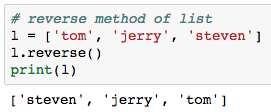 # reverse method of list
l = ['tom', 'jerry', 'steven']
l.reverse()
print(l)
['steven', 'jerry', 'tom']